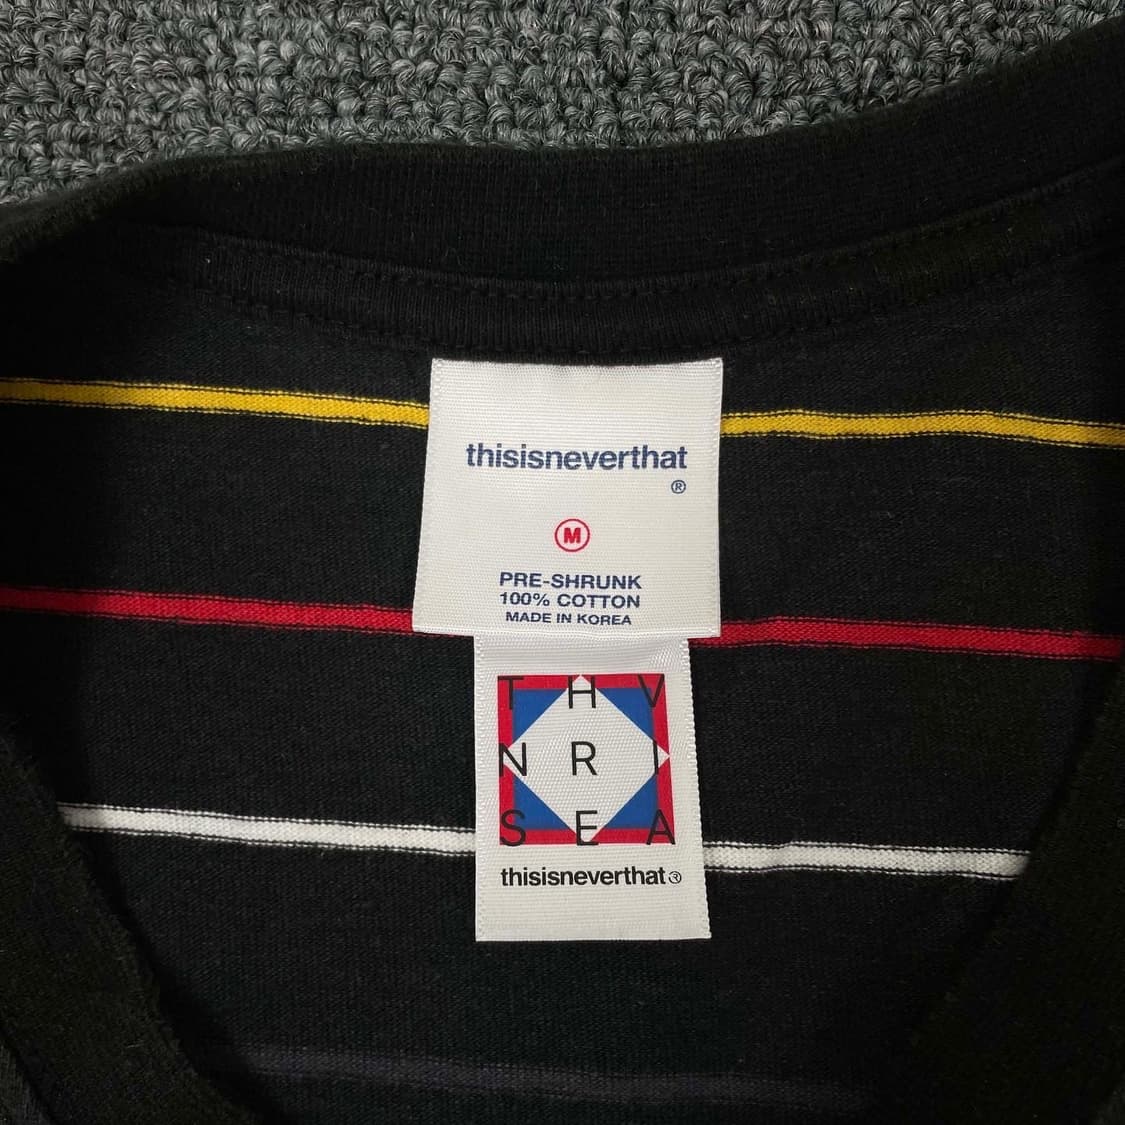 thisisneverthat
®
M
PRE-SHRUNK
100% COTTON
MADE IN KOREA
T H V
N R I
S E A
thisisneverthat®